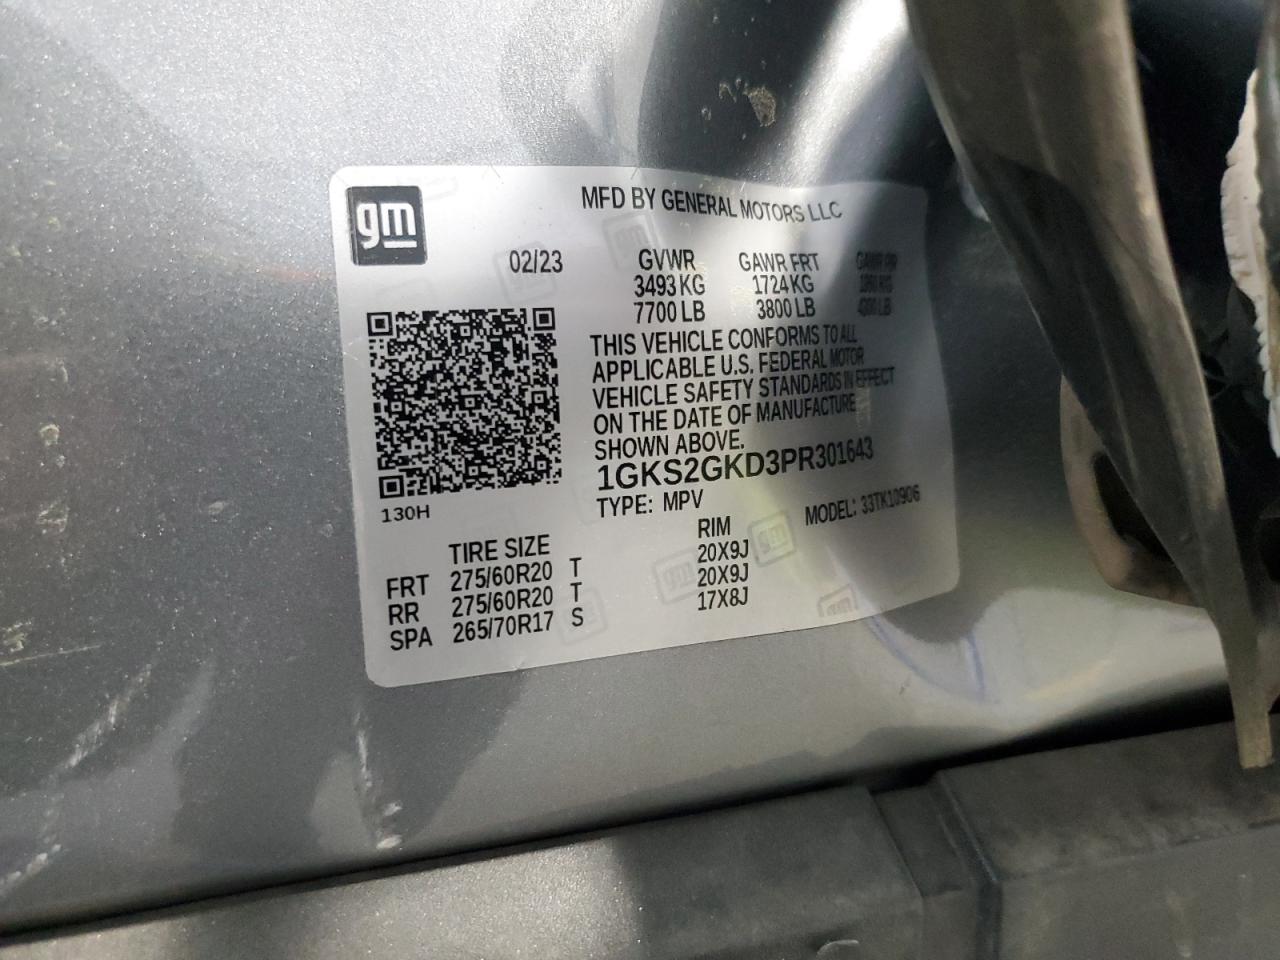 gm
MFD BY GENERAL MOTORS LLC
02/23 GVWR GAWR FRT GAWR RR
3493 KG 1724 KG
7700 LB 3800 LB
THIS VEHICLE CONFORMS TO ALL
APPLICABLE U.S. FEDERAL MOTOR
VEHICLE SAFETY STANDARDS IN EFFECT
ON THE DATE OF MANUFACTURE
SHOWN ABOVE.
1GKS2GKD3PR301643
TYPE: MPV MODEL: 33TK10906
130H
TIRE SIZE RIM
FRT 275/60R20 T 20X9J
RR 275/60R20 T 20X9J
SPA 265/70R17 S 17X8J